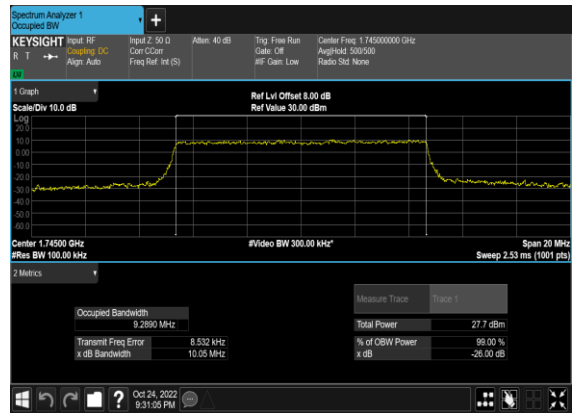 Spectrum Analyzer 1
Occupied BW
KEYSIGHT Input: RF Input Z: 50 Ω Atten: 40 dB Trig: Free Run Center Freq: 1.745000000 GHz
R T Coupling: DC Corr CCorr Gate: Off Avg|Hold: 500/500
Align: Auto Freq Ref: Int (S) #IF Gain: Low Radio Std: None
1 Graph
Ref Lvl Offset 8.00 dB
Scale/Div 10.0 dB Ref Value 30.00 dBm
Log
20.0
10.0
0.00
-10.0
-20.0
-30.0
-40.0
-50.0
-60.0
Center 1.74500 GHz #Video BW 300.00 kHz* Span 20 MHz
#Res BW 100.00 kHz Sweep 2.53 ms (1001 pts)
2 Metrics
Measure Trace Trace 1
Occupied Bandwidth
9.2890 MHz Total Power 27.7 dBm
Transmit Freq Error 8.532 kHz % of OBW Power 99.00 %
x dB Bandwidth 10.05 MHz x dB -26.00 dB
? Oct 24, 2022
9:31:05 PM